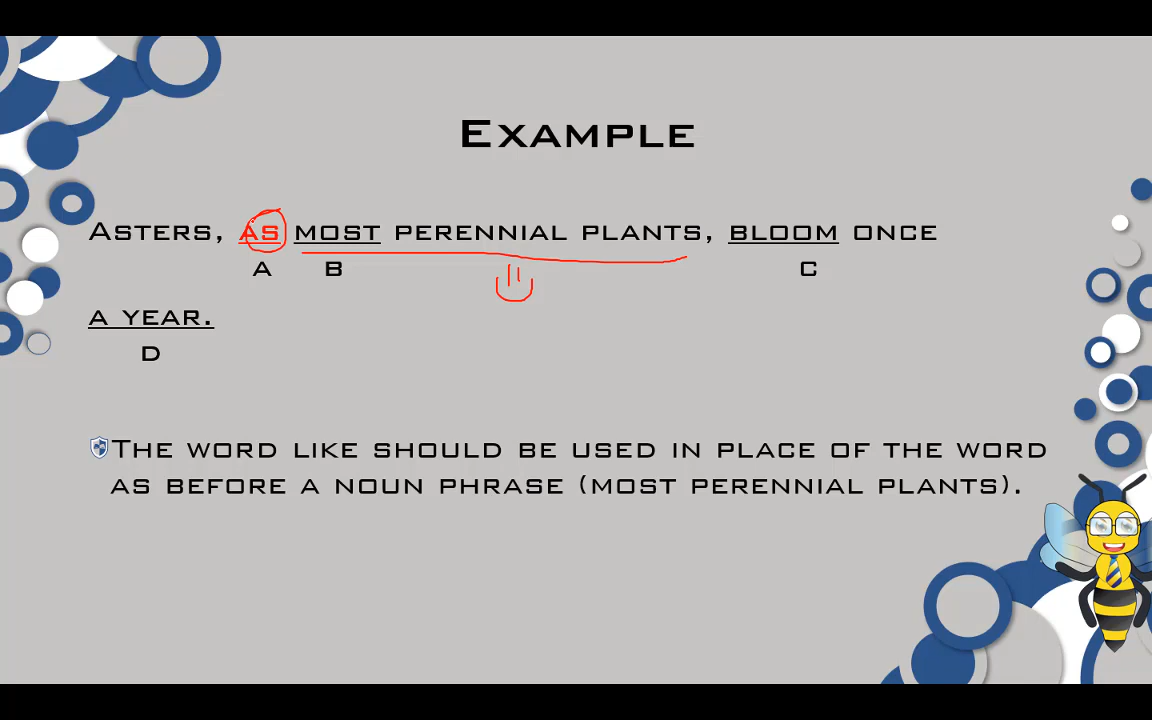 Example
Asters, as most perennial plants, bloom once
A B C
a year.
D
The word like should be used in place of the word
as before a noun phrase (most perennial plants).